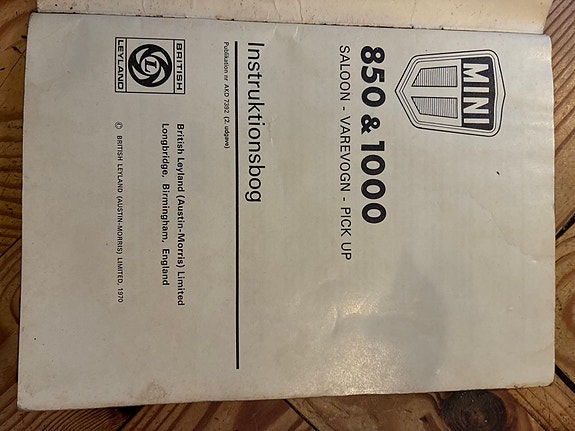 MINI
850 & 1000
SALOON - VAREVOGN - PICK UP
Instruktionsbog
Publikation nr. AKD 7392 (2. udgave)
BRITISH
L
LEYLAND
British Leyland (Austin-Morris) Limited
Longbridge, Birmingham, England
© BRITISH LEYLAND (AUSTIN-MORRIS) LIMITED, 1970